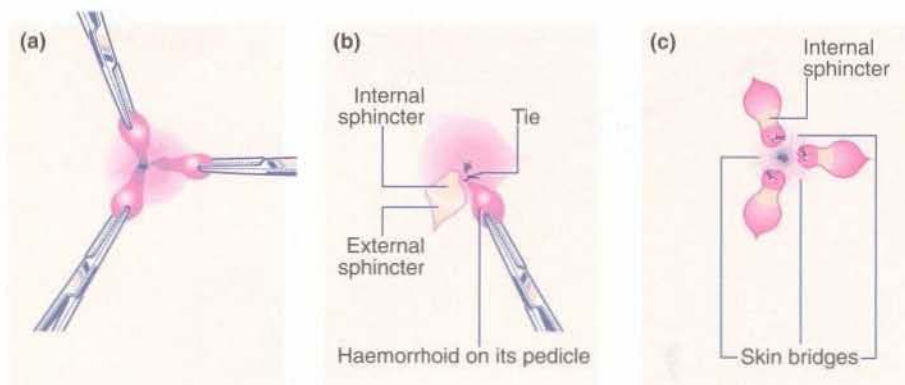 (a)
(b)
Internal
sphincter
Tie
External
sphincter
Haemorrhoid on its pedicle
(c)
Internal
sphincter
Skin bridges